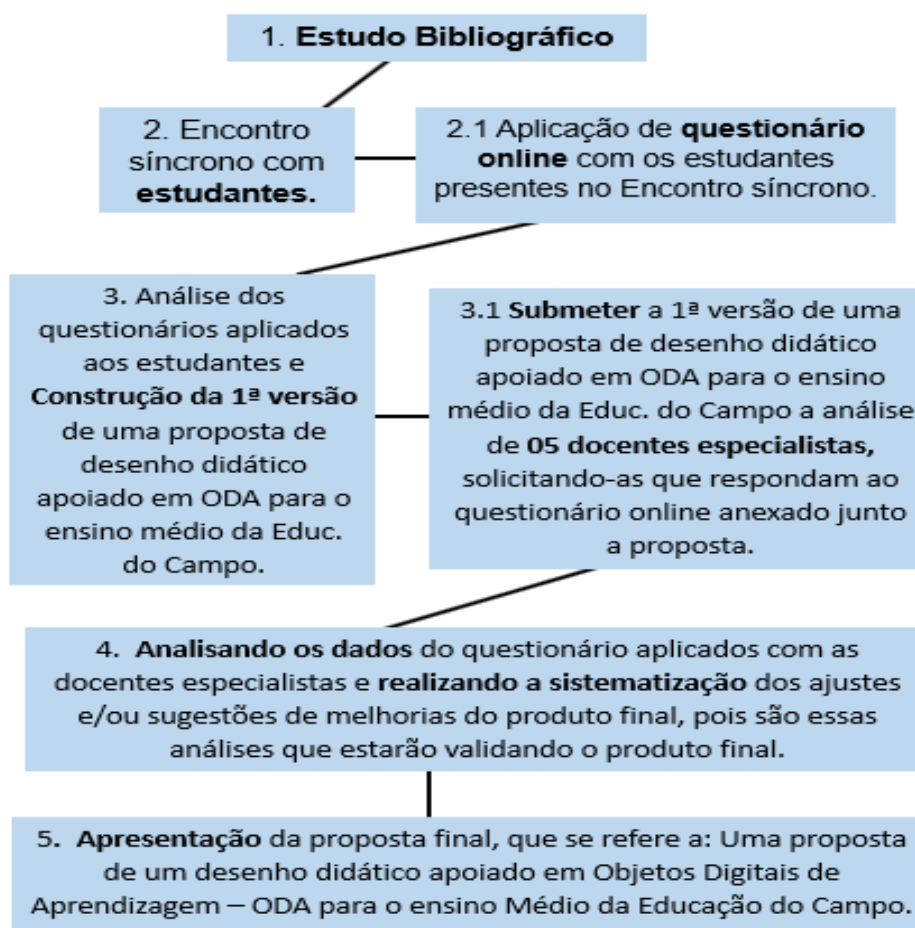 1. Estudo Bibliográfico
2. Encontro
síncrono com
estudantes.
2.1 Aplicação de questionário
online com os estudantes
presentes no Encontro síncrono.
3. Análise dos
questionários aplicados
aos estudantes e
Construção da 1ª versão
de uma proposta de
desenho didático
apoiado em ODA para o
ensino médio da Educ.
do Campo.
3.1 Submeter a 1ª versão de uma
proposta de desenho didático
apoiado em ODA para o ensino
médio da Educ. do Campo a análise
de 05 docentes especialistas,
solicitando-as que respondam ao
questionário online anexado junto
a proposta.
4. Analisando os dados do questionário aplicados com as
docentes especialistas e realizando a sistematização dos ajustes
e/ou sugestões de melhorias do produto final, pois são essas
análises que estarão validando o produto final.
5. Apresentação da proposta final, que se refere a: Uma proposta
de um desenho didático apoiado em Objetos Digitais de
Aprendizagem – ODA para o ensino Médio da Educação do Campo.